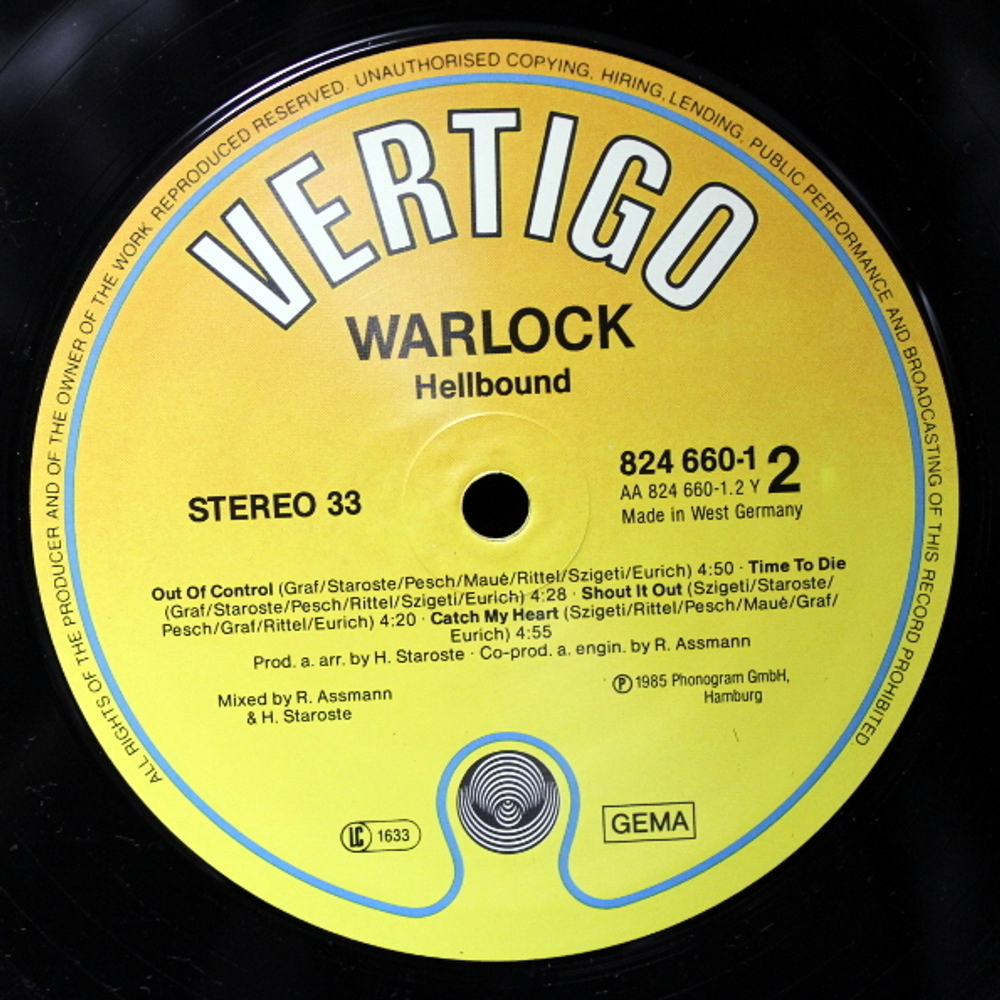 ALL RIGHTS OF THE PRODUCER AND OF THE OWNER OF THE WORK REPRODUCED RESERVED. UNAUTHORISED COPYING, HIRING, LENDING, PUBLIC PERFORMANCE AND BROADCASTING OF THIS RECORD PROHIBITED
VERTIGO
WARLOCK
Hellbound
STEREO 33
824 660-1 2
AA 824 660-1.2 Y
Made in West Germany
Out Of Control (Graf/Staroste/Pesch/Mauė/Rittel/Szigeti/Eurich) 4:50 · Time To Die
(Graf/Staroste/Pesch/Rittel/Szigeti/Eurich) 4:28 · Shout It Out (Szigeti/Staroste/
Pesch/Graf/Rittel/Eurich) 4:20 · Catch My Heart (Szigeti/Rittel/Pesch/Mauė/Graf/
Eurich) 4:55
Prod. a. arr. by H. Staroste · Co-prod. a. engin. by R. Assmann
Mixed by R. Assmann
& H. Staroste
Ⓟ 1985 Phonogram GmbH,
Hamburg
LC 1633
GEMA